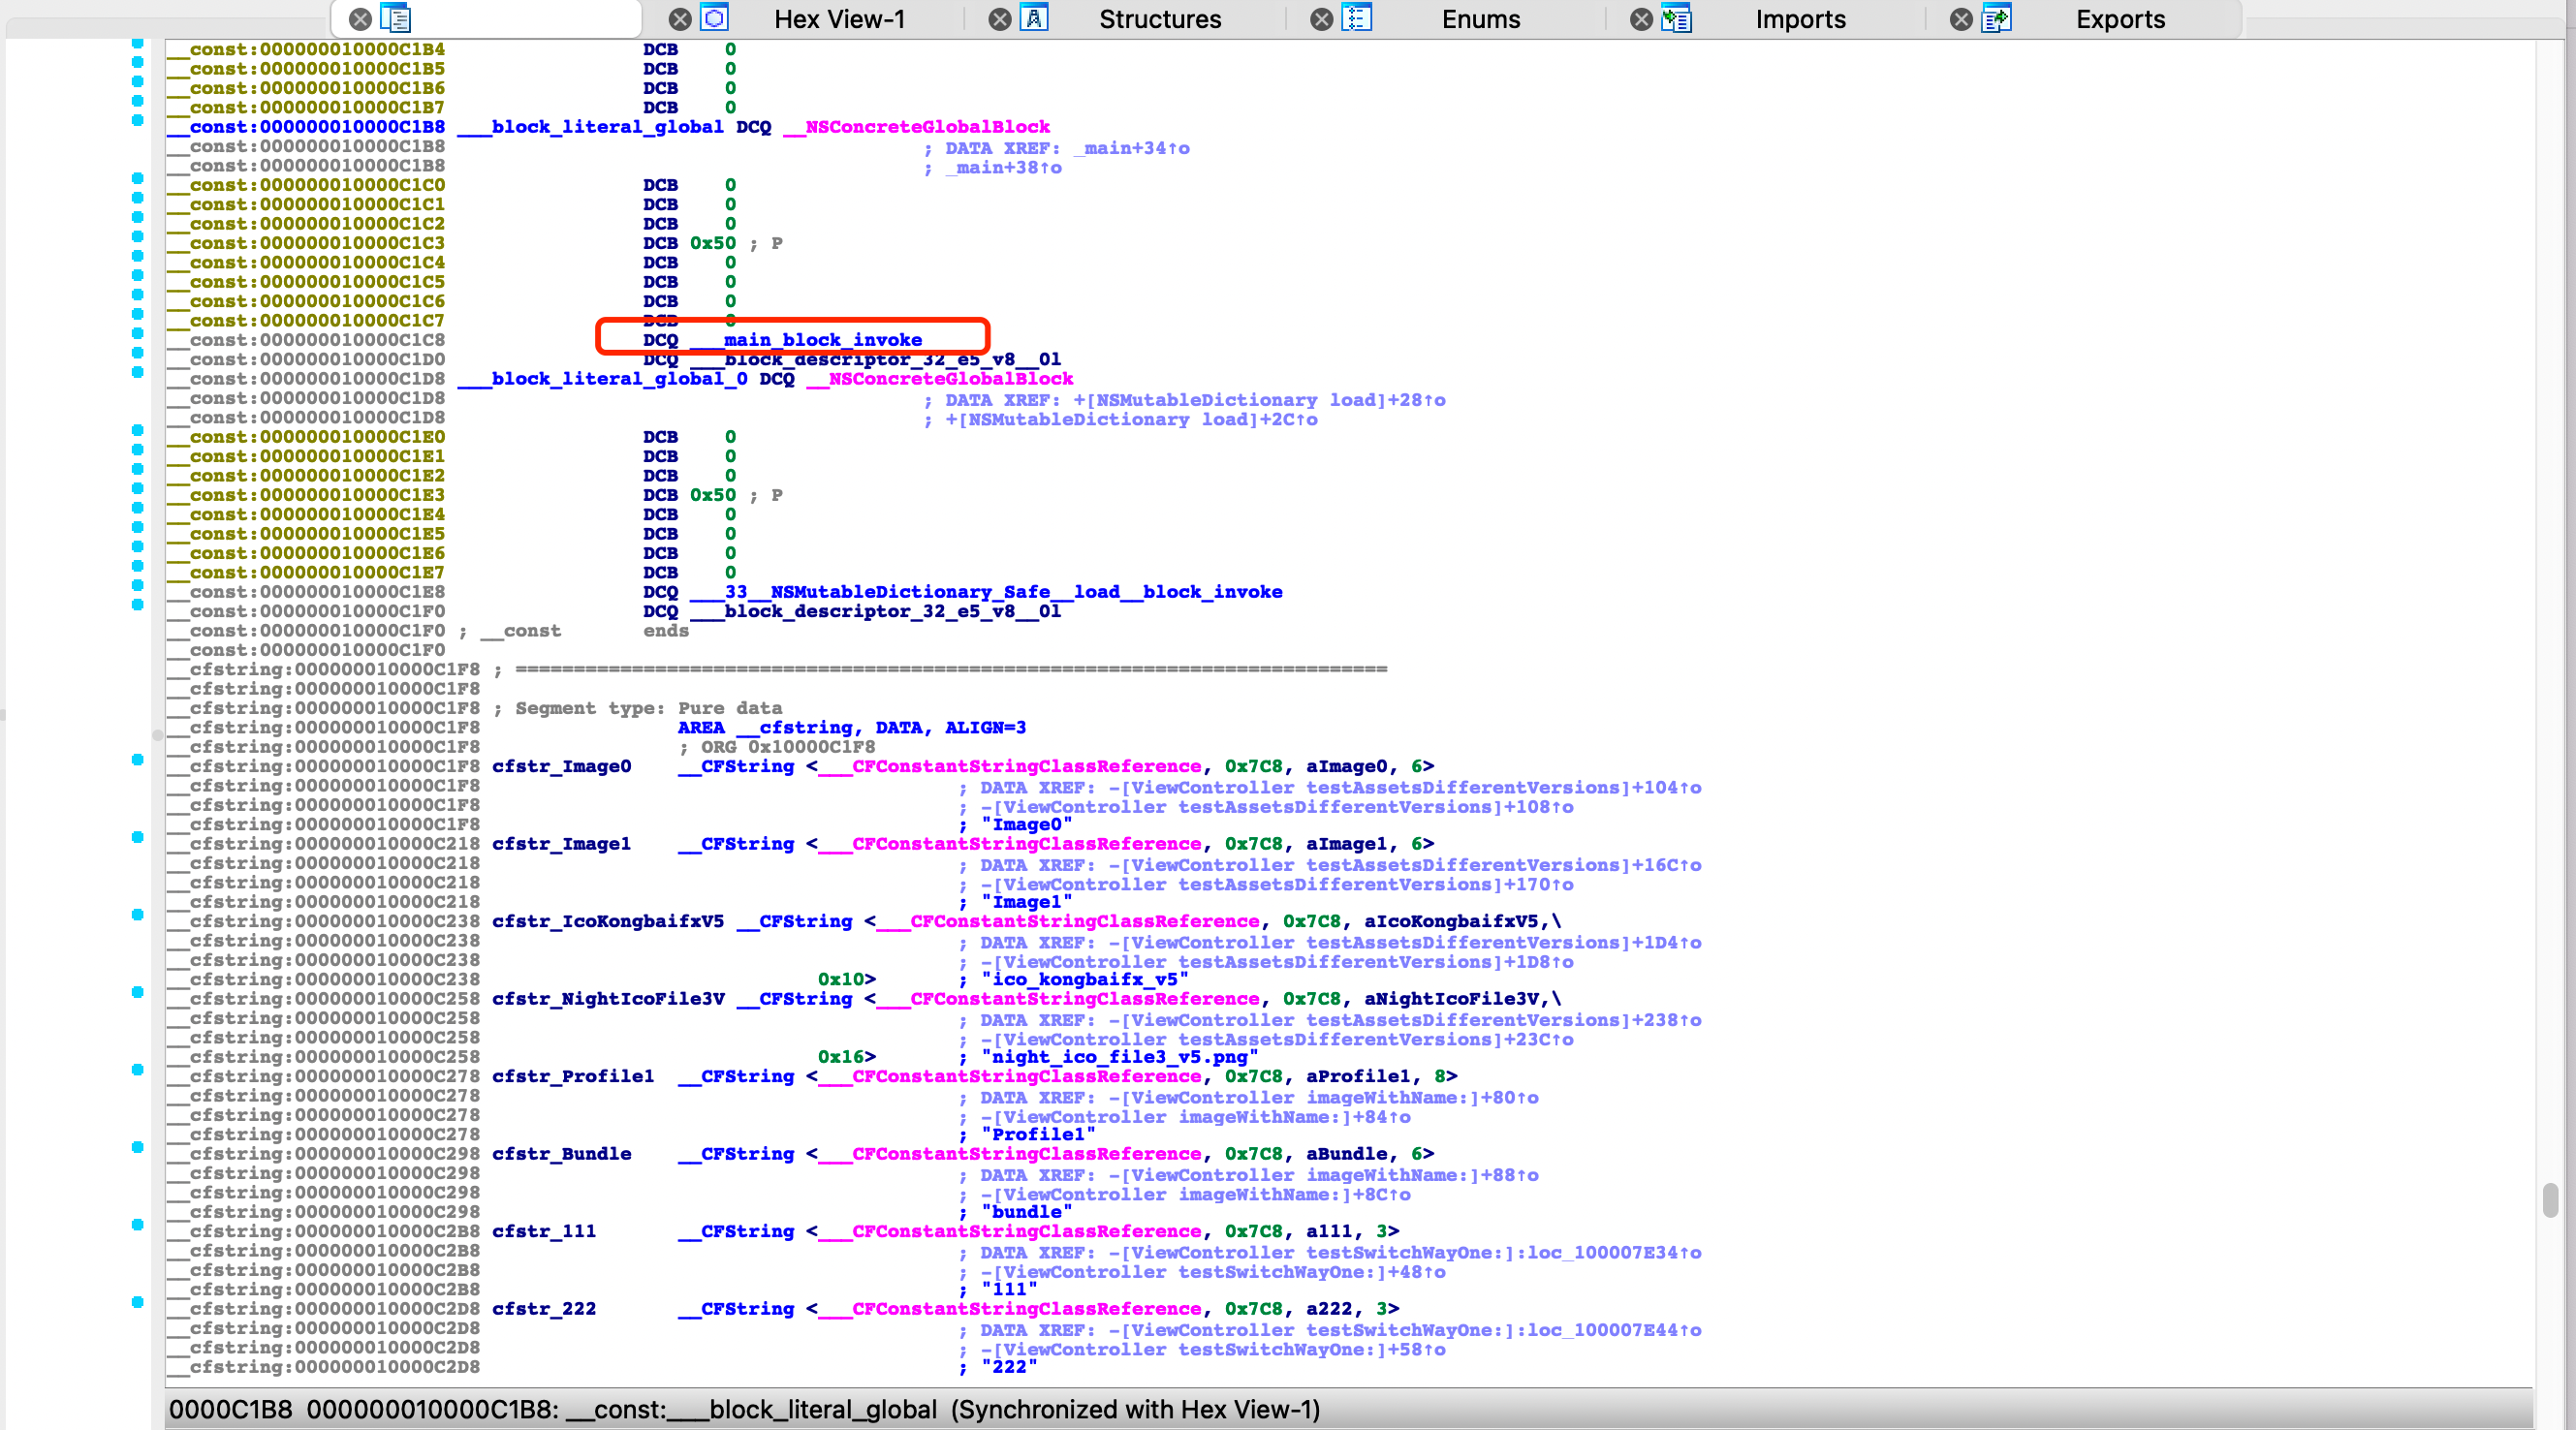 Hex View-1 Structures Enums Imports Exports
__const:000000010000C1B4 DCB 0
__const:000000010000C1B5 DCB 0
__const:000000010000C1B6 DCB 0
__const:000000010000C1B7 DCB 0
__const:000000010000C1B8 ___block_literal_global DCQ __NSConcreteGlobalBlock
__const:000000010000C1B8 ; DATA XREF: _main+34↑o
__const:000000010000C1B8 ; _main+38↑o
__const:000000010000C1C0 DCB 0
__const:000000010000C1C1 DCB 0
__const:000000010000C1C2 DCB 0
__const:000000010000C1C3 DCB 0x50 ; P
__const:000000010000C1C4 DCB 0
__const:000000010000C1C5 DCB 0
__const:000000010000C1C6 DCB 0
__const:000000010000C1C7 DCB 0
__const:000000010000C1C8 DCQ ___main_block_invoke
__const:000000010000C1D0 DCQ ___block_descriptor_32_e5_v8__0l
__const:000000010000C1D8 ___block_literal_global_0 DCQ __NSConcreteGlobalBlock
__const:000000010000C1D8 ; DATA XREF: +[NSMutableDictionary load]+28↑o
__const:000000010000C1D8 ; +[NSMutableDictionary load]+2C↑o
__const:000000010000C1E0 DCB 0
__const:000000010000C1E1 DCB 0
__const:000000010000C1E2 DCB 0
__const:000000010000C1E3 DCB 0x50 ; P
__const:000000010000C1E4 DCB 0
__const:000000010000C1E5 DCB 0
__const:000000010000C1E6 DCB 0
__const:000000010000C1E7 DCB 0
__const:000000010000C1E8 DCQ ___33__NSMutableDictionary_Safe__load__block_invoke
__const:000000010000C1F0 DCQ ___block_descriptor_32_e5_v8__0l
__const:000000010000C1F0 ; __const ends
__const:000000010000C1F0
__cfstring:000000010000C1F8 ; ===========================================================================
__cfstring:000000010000C1F8
__cfstring:000000010000C1F8 ; Segment type: Pure data
__cfstring:000000010000C1F8 AREA __cfstring, DATA, ALIGN=3
__cfstring:000000010000C1F8 ; ORG 0x10000C1F8
__cfstring:000000010000C1F8 cfstr_Image0 __CFString <___CFConstantStringClassReference, 0x7C8, aImage0, 6>
__cfstring:000000010000C1F8 ; DATA XREF: -[ViewController testAssetsDifferentVersions]+104↑o
__cfstring:000000010000C1F8 ; -[ViewController testAssetsDifferentVersions]+108↑o
__cfstring:000000010000C1F8 ; "Image0"
__cfstring:000000010000C218 cfstr_Image1 __CFString <___CFConstantStringClassReference, 0x7C8, aImage1, 6>
__cfstring:000000010000C218 ; DATA XREF: -[ViewController testAssetsDifferentVersions]+16C↑o
__cfstring:000000010000C218 ; -[ViewController testAssetsDifferentVersions]+170↑o
__cfstring:000000010000C218 ; "Image1"
__cfstring:000000010000C238 cfstr_IcoKongbaifxV5 __CFString <___CFConstantStringClassReference, 0x7C8, aIcoKongbaifxV5,\
__cfstring:000000010000C238 ; DATA XREF: -[ViewController testAssetsDifferentVersions]+1D4↑o
__cfstring:000000010000C238 ; -[ViewController testAssetsDifferentVersions]+1D8↑o
__cfstring:000000010000C238 0x10> ; "ico_kongbaifx_v5"
__cfstring:000000010000C258 cfstr_NightIcoFile3V __CFString <___CFConstantStringClassReference, 0x7C8, aNightIcoFile3V,\
__cfstring:000000010000C258 ; DATA XREF: -[ViewController testAssetsDifferentVersions]+238↑o
__cfstring:000000010000C258 ; -[ViewController testAssetsDifferentVersions]+23C↑o
__cfstring:000000010000C258 0x16> ; "night_ico_file3_v5.png"
__cfstring:000000010000C278 cfstr_Profile1 __CFString <___CFConstantStringClassReference, 0x7C8, aProfile1, 8>
__cfstring:000000010000C278 ; DATA XREF: -[ViewController imageWithName:]+80↑o
__cfstring:000000010000C278 ; -[ViewController imageWithName:]+84↑o
__cfstring:000000010000C278 ; "Profile1"
__cfstring:000000010000C298 cfstr_Bundle __CFString <___CFConstantStringClassReference, 0x7C8, aBundle, 6>
__cfstring:000000010000C298 ; DATA XREF: -[ViewController imageWithName:]+88↑o
__cfstring:000000010000C298 ; -[ViewController imageWithName:]+8C↑o
__cfstring:000000010000C298 ; "bundle"
__cfstring:000000010000C2B8 cfstr_111 __CFString <___CFConstantStringClassReference, 0x7C8, a111, 3>
__cfstring:000000010000C2B8 ; DATA XREF: -[ViewController testSwitchWayOne:]:loc_100007E34↑o
__cfstring:000000010000C2B8 ; -[ViewController testSwitchWayOne:]+48↑o
__cfstring:000000010000C2B8 ; "111"
__cfstring:000000010000C2D8 cfstr_222 __CFString <___CFConstantStringClassReference, 0x7C8, a222, 3>
__cfstring:000000010000C2D8 ; DATA XREF: -[ViewController testSwitchWayOne:]:loc_100007E44↑o
__cfstring:000000010000C2D8 ; -[ViewController testSwitchWayOne:]+58↑o
__cfstring:000000010000C2D8 ; "222"
0000C1B8 000000010000C1B8: __const:___block_literal_global (Synchronized with Hex View-1)